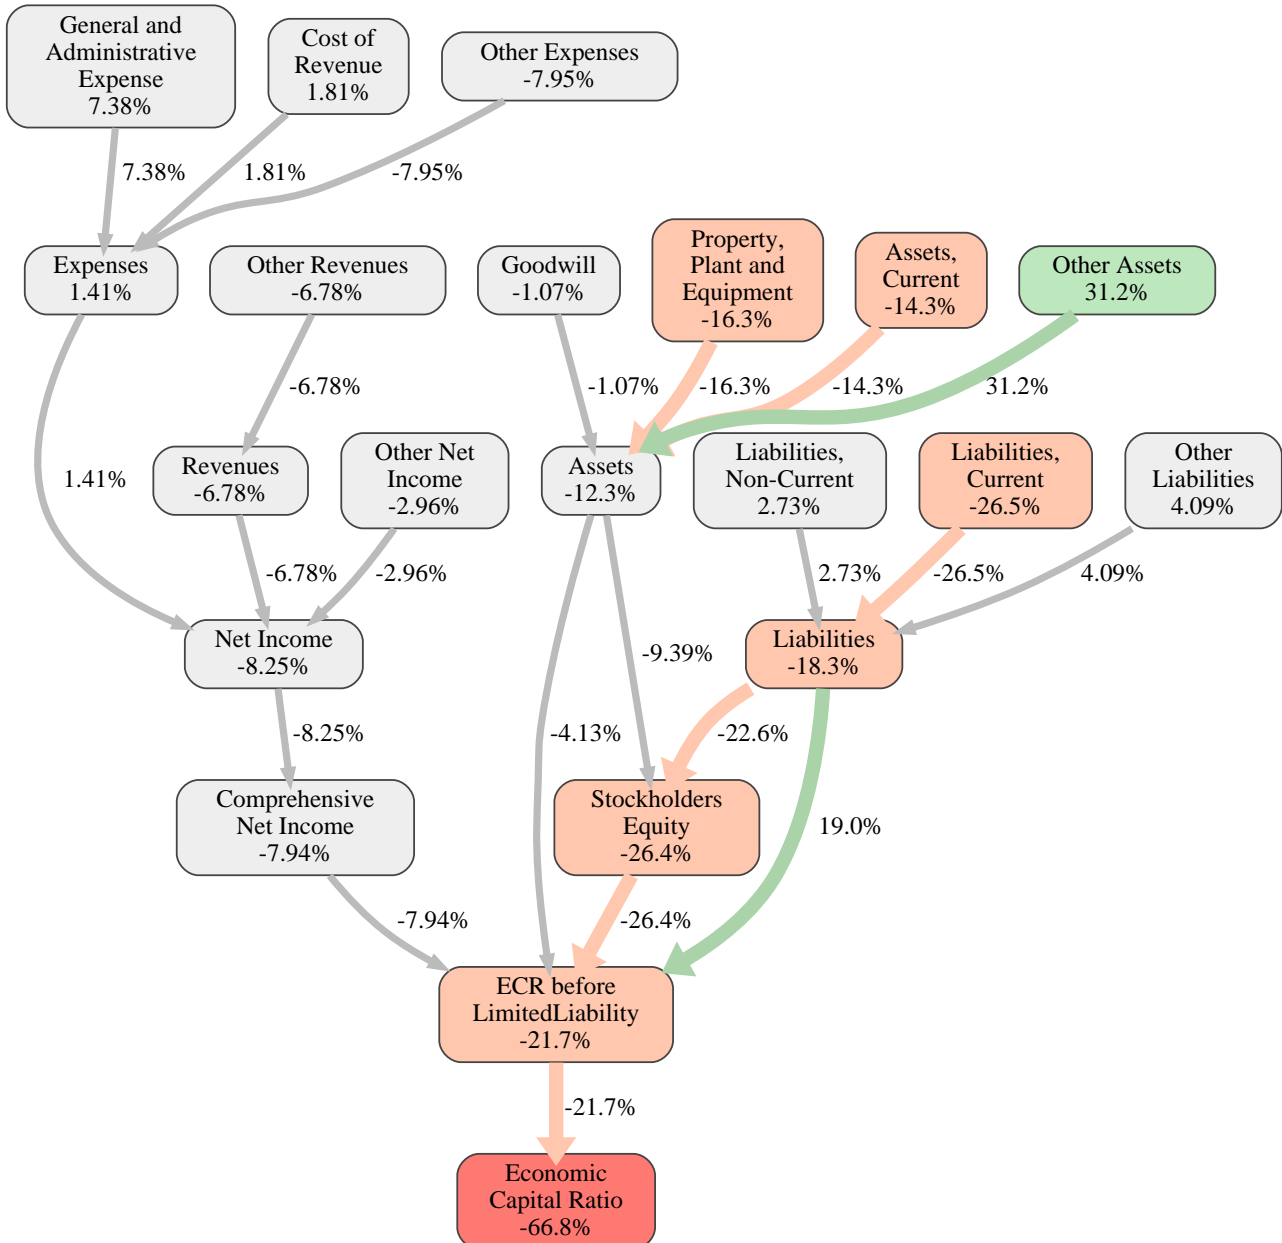 General and
Administrative
Expense
7.38%
Cost of
Revenue
1.81%
Other Expenses
-7.95%
7.38%
1.81%
-7.95%
Expenses
1.41%
Other Revenues
-6.78%
Goodwill
-1.07%
Property,
Plant and
Equipment
-16.3%
Assets,
Current
-14.3%
Other Assets
31.2%
-6.78%
-1.07%
-16.3%
-14.3%
31.2%
1.41%
Revenues
-6.78%
Other Net
Income
-2.96%
Assets
-12.3%
Liabilities,
Non-Current
2.73%
Liabilities,
Current
-26.5%
Other
Liabilities
4.09%
-6.78%
-2.96%
2.73%
-26.5%
4.09%
Net Income
-8.25%
-9.39%
Liabilities
-18.3%
-8.25%
-4.13%
-22.6%
Comprehensive
Net Income
-7.94%
Stockholders
Equity
-26.4%
19.0%
-7.94%
-26.4%
ECR before
LimitedLiability
-21.7%
-21.7%
Economic
Capital Ratio
-66.8%